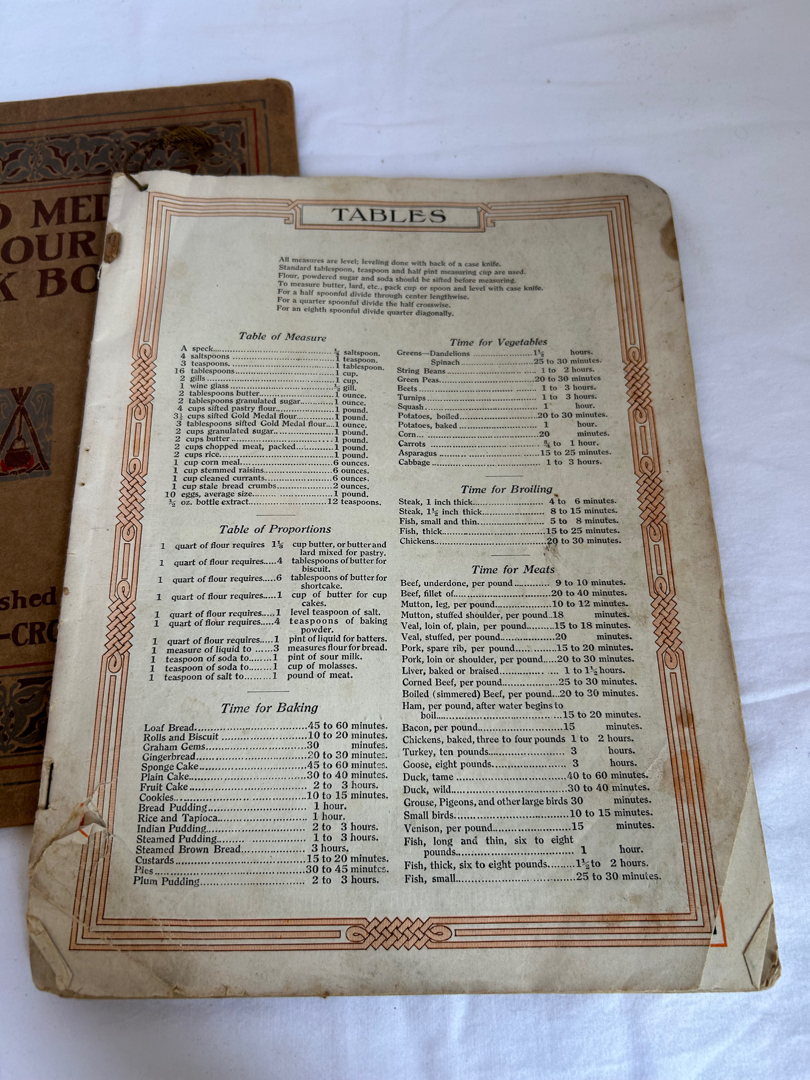 D MED
OUR
K BO
shed
-CRO
TABLES
All measures are level; leveling done with back of a case knife.
Standard tablespoon, teaspoon and half pint measuring cup are used.
Flour, powdered sugar and soda should be sifted before measuring.
To measure butter, lard, etc., pack cup or spoon and level with case knife.
For a half spoonful divide through center lengthwise.
For a quarter spoonful divide the half crosswise.
For an eighth spoonful divide quarter diagonally.
Table of Measure
A speck.....¼ saltspoon.
4 saltspoons.....1 teaspoon.
3 teaspoons.....1 tablespoon.
16 tablespoons.....1 cup.
2 gills.....1 cup.
1 wine glass.....½ gill.
2 tablespoons butter.....1 ounce.
2 tablespoons granulated sugar.....1 ounce.
4 cups sifted pastry flour.....1 pound.
3½ cups sifted Gold Medal flour.....1 pound.
3 tablespoons sifted Gold Medal flour.....1 ounce.
2 cups granulated sugar.....1 pound.
2 cups butter.....1 pound.
2 cups chopped meat, packed.....1 pound.
2 cups rice.....1 pound.
1 cup corn meal.....6 ounces.
1 cup stemmed raisins.....6 ounces.
1 cup cleaned currants.....6 ounces.
1 cup stale bread crumbs.....2 ounces.
10 eggs, average size.....1 pound.
oz. bottle extract.....12 teaspoons.
Table of Proportions
1 quart of flour requires 1½ cup butter, or butter and
lard mixed for pastry.
1 quart of flour requires.....4 tablespoons of butter for
biscuit.
1 quart of flour requires.....6 tablespoons of butter for
shortcake.
1 quart of flour requires.....1 cup of butter for cup
cakes.
1 quart of flour requires.....1 level teaspoon of salt.
1 quart of flour requires.....4 teaspoons of baking
powder.
1 quart of flour requires.....1 pint of liquid for batters.
1 measure of liquid to ......3 measures flour for bread.
1 teaspoon of soda to.......1 pint of sour milk.
1 teaspoon of soda to.......1 cup of molasses.
1 teaspoon of salt to........1 pound of meat.
Time for Baking
Loaf Bread.....45 to 60 minutes.
Rolls and Biscuit.....10 to 20 minutes.
Graham Gems.....30 minutes.
Gingerbread.....20 to 30 minutes.
Sponge Cake.....45 to 60 minutes.
Plain Cake.....30 to 40 minutes.
Fruit Cake.....2 to 3 hours.
Cookies.....10 to 15 minutes.
Bread Pudding.....1 hour.
Rice and Tapioca.....1 hour.
Indian Pudding.....2 to 3 hours.
Steamed Pudding.....1 to 3 hours.
Steamed Brown Bread.....3 hours.
Custards.....15 to 20 minutes.
Pies.....30 to 45 minutes.
Plum Pudding.....2 to 3 hours.
Time for Vegetables
Greens—Dandelions.....1½ hours.
Spinach.....25 to 30 minutes.
String Beans.....1 to 2 hours.
Green Peas.....20 to 30 minutes
Beets.....1 to 3 hours.
Turnips.....1 to 3 hours.
Squash.....1 hour.
Potatoes, boiled.....20 to 30 minutes.
Potatoes, baked.....1 hour.
Corn.....20 minutes.
Carrots.....¾ to 1 hour.
Asparagus.....15 to 25 minutes.
Cabbage.....1 to 3 hours.
Time for Broiling
Steak, 1 inch thick.....4 to 6 minutes.
Steak, 1½ inch thick.....8 to 15 minutes.
Fish, small and thin.....5 to 8 minutes.
Fish, thick.....15 to 25 minutes.
Chickens.....20 to 30 minutes.
Time for Meats
Beef, underdone, per pound.....9 to 10 minutes.
Beef, fillet of.....20 to 40 minutes.
Mutton, leg, per pound.....10 to 12 minutes.
Mutton, stuffed shoulder, per pound..18 minutes.
Veal, loin of, plain, per pound.....15 to 18 minutes.
Veal, stuffed, per pound.....20 minutes.
Pork, spare rib, per pound.....15 to 20 minutes.
Pork, loin or shoulder, per pound.....20 to 30 minutes.
Liver, baked or braised.....1 to 1½ hours.
Corned Beef, per pound.....25 to 30 minutes.
Boiled (simmered) Beef, per pound...20 to 30 minutes.
Ham, per pound, after water begins to
boil.....15 to 20 minutes.
Bacon, per pound.....15 minutes.
Chickens, baked, three to four pounds 1 to 2 hours.
Turkey, ten pounds.....3 hours.
Goose, eight pounds.....3 hours.
Duck, tame.....40 to 60 minutes.
Duck, wild.....30 to 40 minutes.
Grouse, Pigeons, and other large birds 30 minutes.
Small birds.....10 to 15 minutes.
Venison, per pound.....15 minutes.
Fish, long and thin, six to eight
pounds.....1 hour.
Fish, thick, six to eight pounds.....1½ to 2 hours.
Fish, small.....25 to 30 minutes.